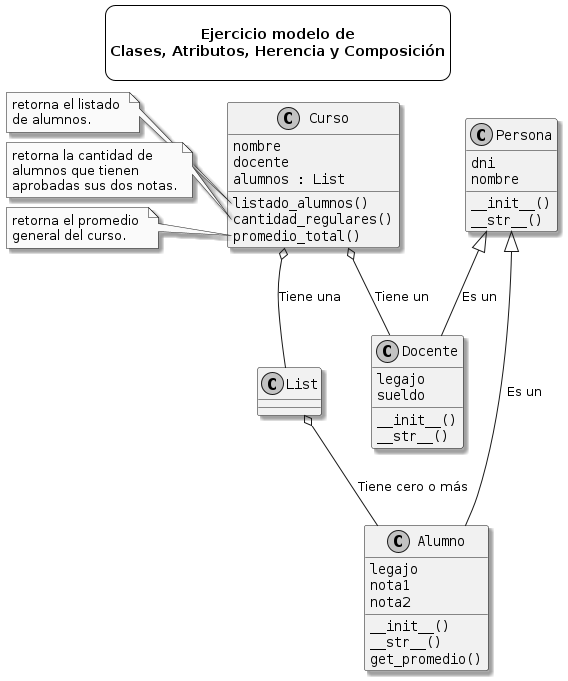 Ejercicio modelo de
Clases, Atributos, Herencia y Composición
retorna el listado
de alumnos.
retorna la cantidad de
alumnos que tienen
aprobadas sus dos notas.
retorna el promedio
general del curso.
C Curso
nombre
docente
alumnos : List
listado_alumnos()
cantidad_regulares()
promedio_total()
C Persona
dni
nombre
__init__()
__str__()
Tiene una
Tiene un
Es un
C List
C Docente
legajo
sueldo
__init__()
__str__()
Es un
Tiene cero o más
C Alumno
legajo
nota1
nota2
__init__()
__str__()
get_promedio()